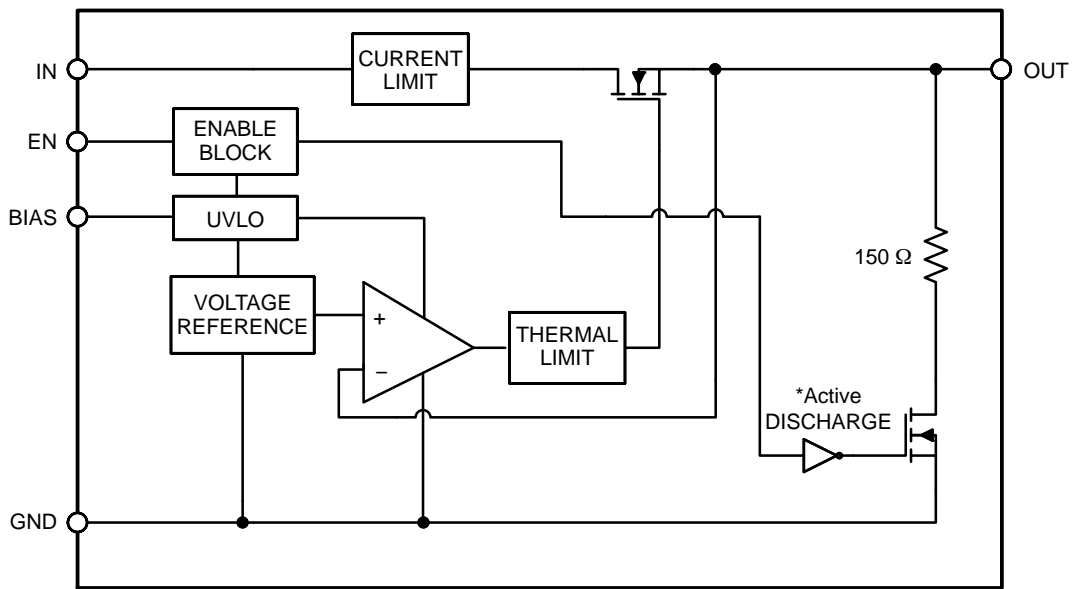 IN
CURRENT
LIMIT
OUT
EN
ENABLE
BLOCK
BIAS
UVLO
150 Ω
VOLTAGE
REFERENCE
+
−
THERMAL
LIMIT
*Active
DISCHARGE
GND